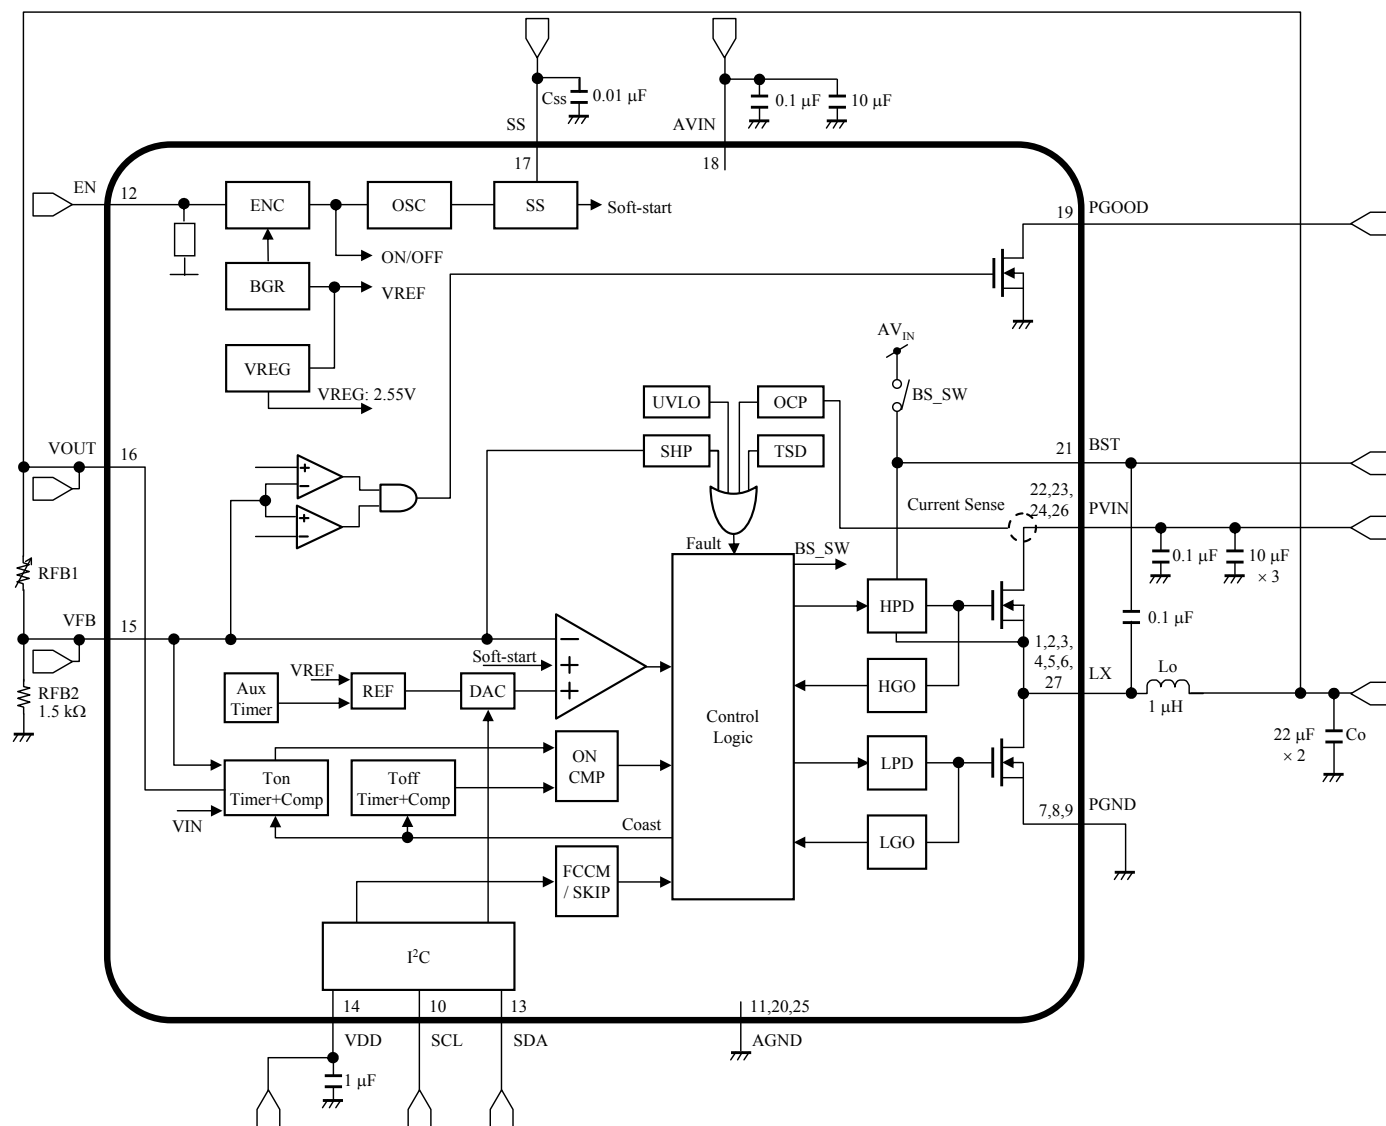 Css
0.01 µF
0.1 µF
10 µF
SS
AVIN
17
18
EN
12
ENC
OSC
SS
Soft-start
19
PGOOD
ON/OFF
BGR
VREF
AV_IN
VREG
VREG: 2.55V
BS_SW
UVLO
OCP
VOUT
16
SHP
TSD
21
BST
+
−
+
−
22,23,
24,26
PVIN
Current Sense
Fault
BS_SW
0.1 µF
10 µF
× 3
RFB1
HPD
0.1 µF
VFB
15
−
Soft-start
+
+
1,2,3,
4,5,6,
27
LX
Lo
1 µH
VREF
REF
DAC
Aux
Timer
HGO
RFB2
1.5 kΩ
Control
Logic
22 µF
× 2
Co
ON
CMP
Ton
Timer+Comp
Toff
Timer+Comp
LPD
VIN
Coast
7,8,9
PGND
LGO
FCCM
/ SKIP
I²C
14
10
13
11,20,25
VDD
SCL
SDA
AGND
1 µF